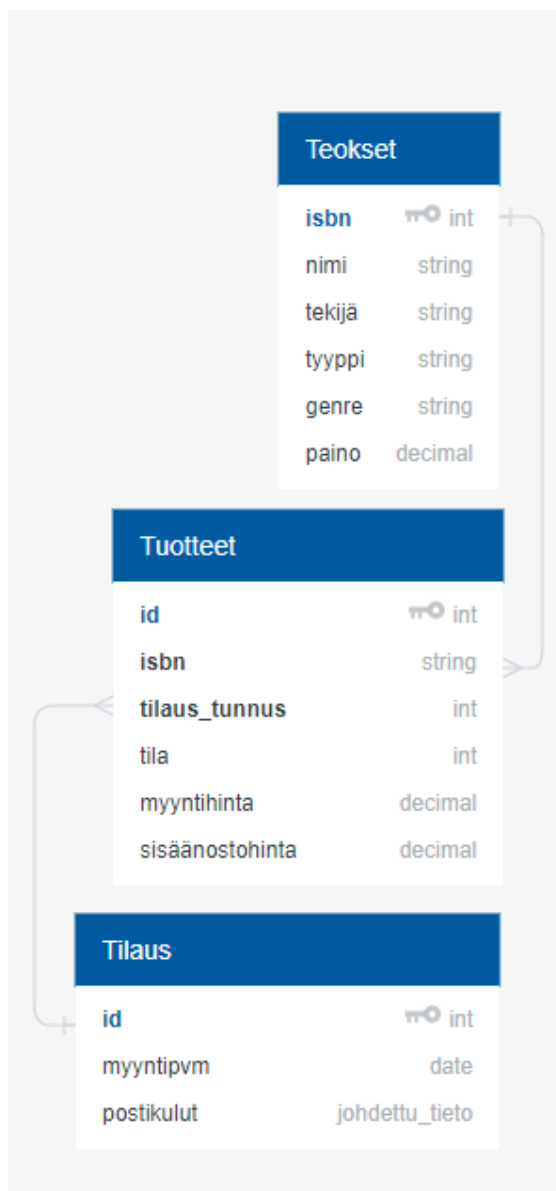 Teokset
isbn int
nimi string
tekijä string
tyyppi string
genre string
paino decimal
Tuotteet
id int
isbn string
tilaus_tunnus int
tila int
myyntihinta decimal
sisäänostohinta decimal
Tilaus
id int
myyntipvm date
postikulut johdettu_tieto